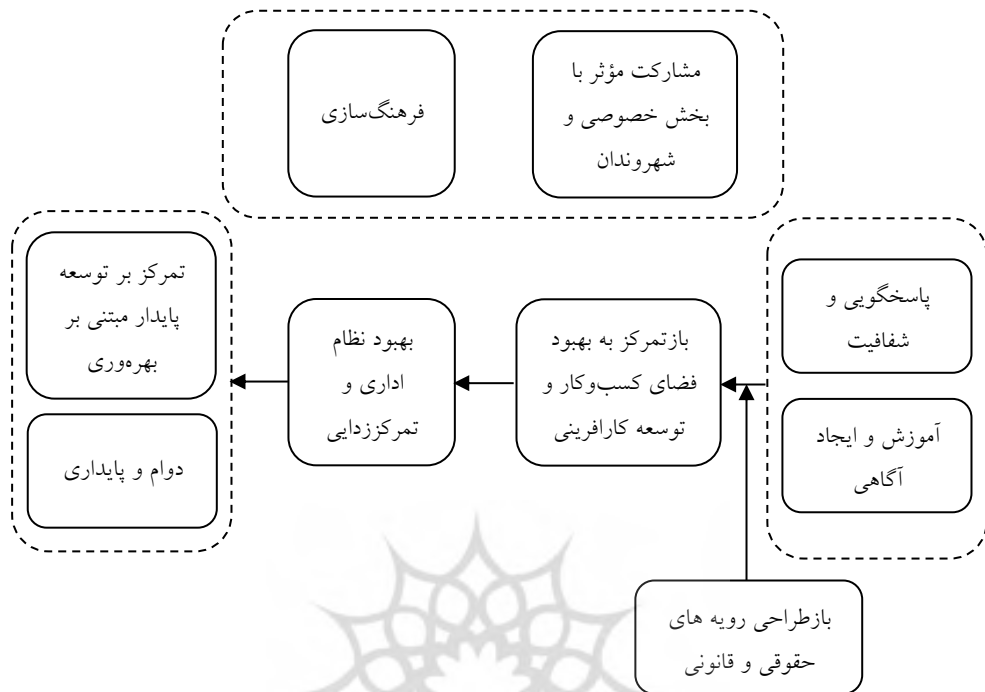 مشارکت مؤثر با
بخش خصوصی و
شهروندان
فرهنگ‌سازی
پاسخگویی و
شفافیت
آموزش و ایجاد
آگاهی
بازتمرکز به بهبود
فضای کسب‌وکار و
توسعه کارافرینی
بهبود نظام
اداری و
تمرکززدایی
تمرکز بر توسعه
پایدار مبتنی بر
بهره‌وری
دوام و پایداری
بازطراحی رویه های
حقوقی و قانونی